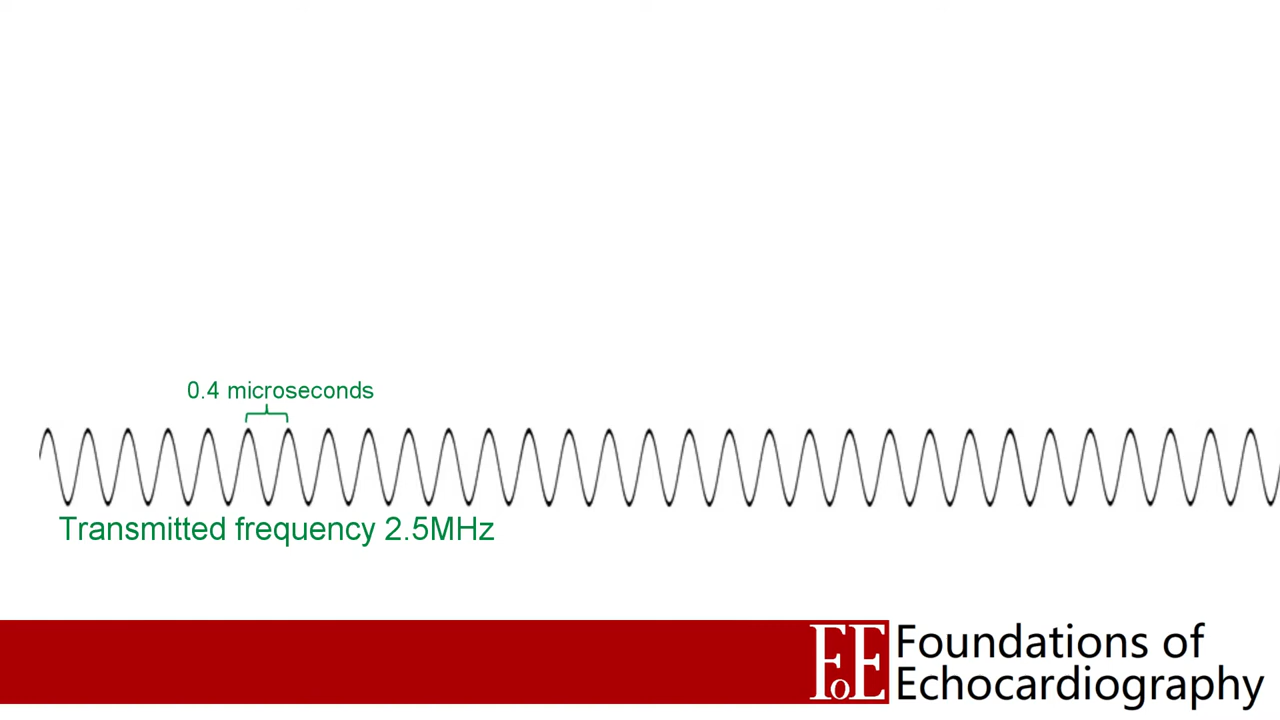 0.4 microseconds
Transmitted frequency 2.5MHz
FoE
Foundations of
Echocardiography